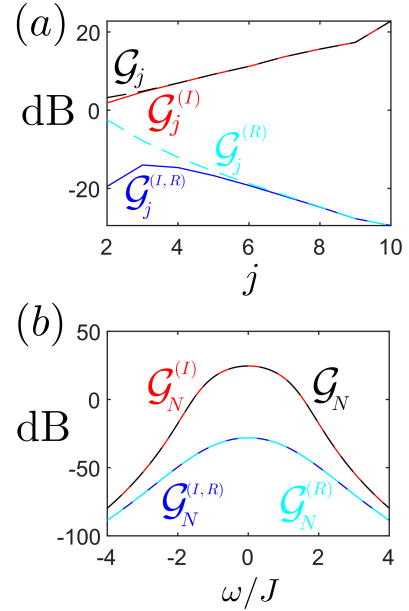 (a)
20
0
-20
dB
𝒢_j
𝒢_j^(I)
𝒢_j^(R)
𝒢_j^(I,R)
2 4 6 8 10
j
(b)
50
0
-50
-100
dB
𝒢_N^(I)
𝒢_N
𝒢_N^(I,R)
𝒢_N^(R)
-4 -2 0 2 4
ω/J